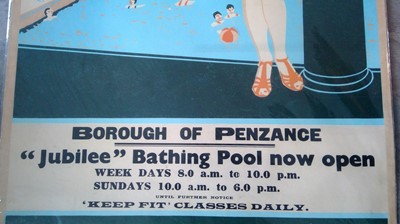 BOROUGH OF PENZANCE
"Jubilee" Bathing Pool now open
WEEK DAYS 8.0 a.m. to 10.0 p.m.
SUNDAYS 10.0 a.m. to 6.0 p.m.
UNTIL FURTHER NOTICE
'KEEP FIT' CLASSES DAILY.